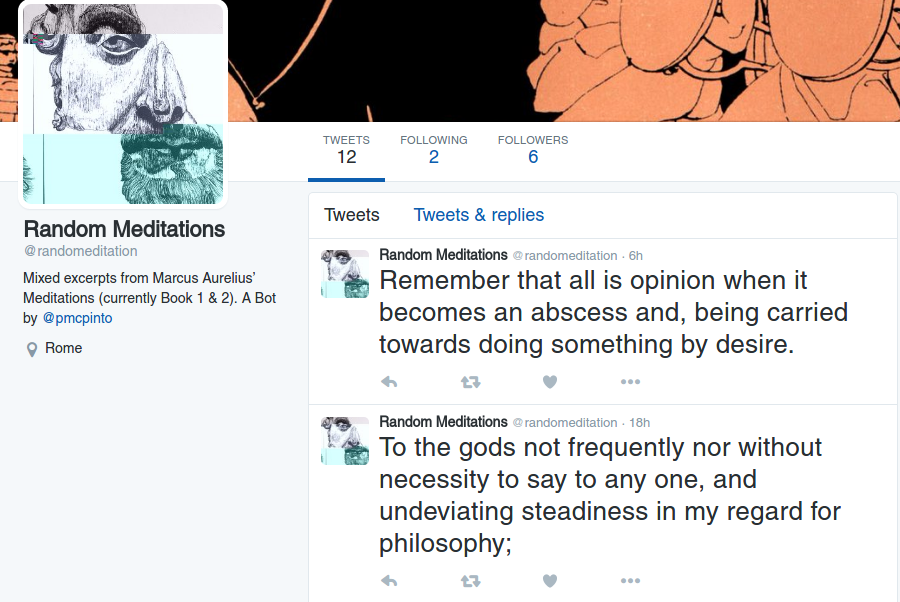 TWEETS FOLLOWING FOLLOWERS
12 2 6
Random Meditations
@randomeditation
Mixed excerpts from Marcus Aurelius’
Meditations (currently Book 1 & 2). A Bot
by @pmcpinto
Rome
Tweets Tweets & replies
Random Meditations @randomeditation · 6h
Remember that all is opinion when it
becomes an abscess and, being carried
towards doing something by desire.
Random Meditations @randomeditation · 18h
To the gods not frequently nor without
necessity to say to any one, and
undeviating steadiness in my regard for
philosophy;